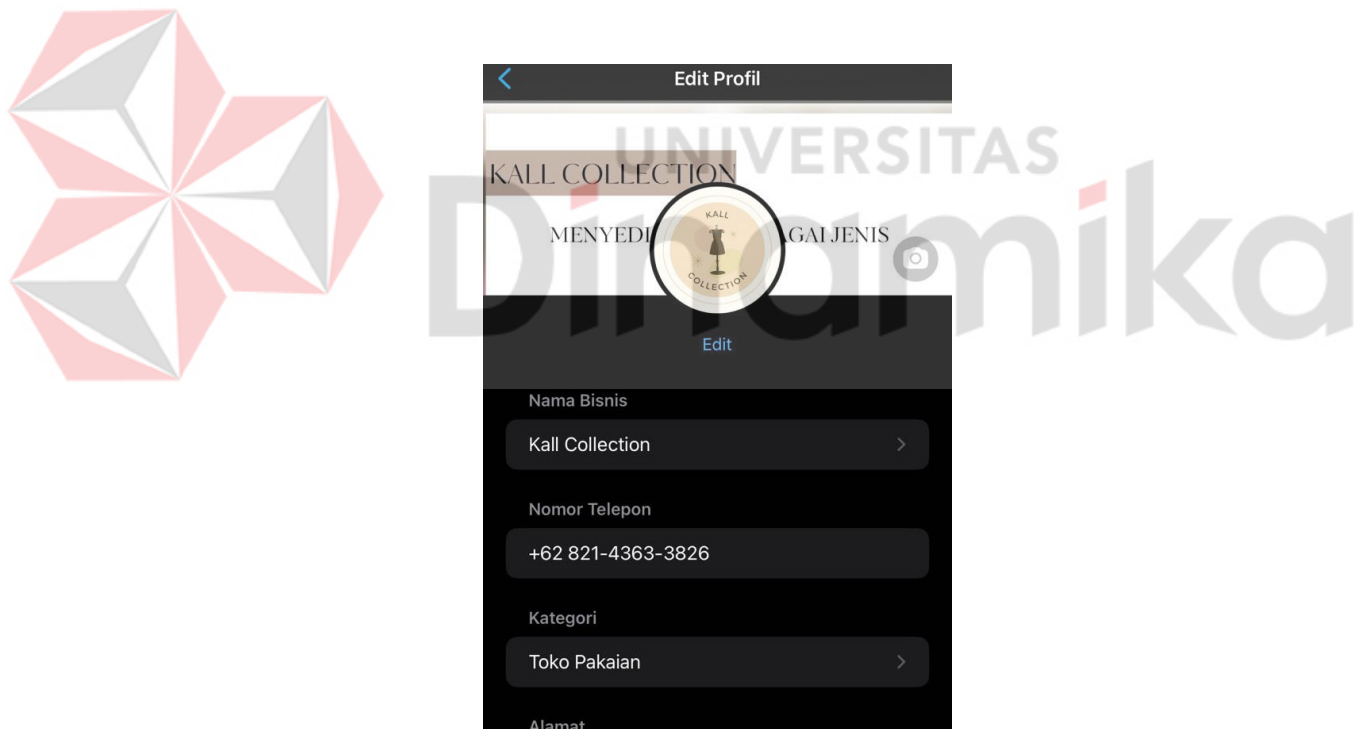 Edit Profil
UNIVERSITAS
Dinamika
KALL COLLECTION
MENYEDI AGAI JENIS
KALL
COLLECTION
Edit
Nama Bisnis
Kall Collection
Nomor Telepon
+62 821-4363-3826
Kategori
Toko Pakaian
Alamat